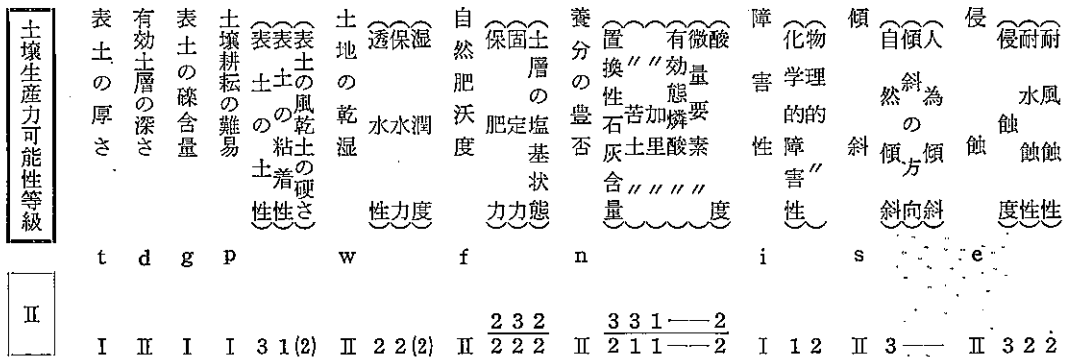 土壌生産力可能性等級
表土の厚さ
有効土層の深さ
表土の礫含量
土壌耕耘の難易
(表土の土性)
(表土の粘着性)
(表土の風乾土の硬さ)
土地の乾湿
(透水性)
(保水力)
(湿潤度)
自然肥沃度
(保肥力)
(固定力)
(土層の塩基状態)
養分の豊否
(置換性石灰含量)
(〃苦土〃)
(〃加里〃)
(有効態燐酸〃)
(微量要素〃)
(酸度)
障害性
(化学的障害性)
(物理的〃)
傾斜
(自然傾斜)
(傾斜の方向)
(人為傾斜)
侵蝕
(侵蝕度)
(耐水蝕性)
(耐風蝕性)
t d g p w f n i s e
2 3 2 3 3 1 — — 2
Ⅱ
Ⅰ Ⅱ Ⅰ Ⅰ 3 1 (2) Ⅱ 2 2 (2) Ⅱ 2 2 2 Ⅱ 2 1 1 — — 2 Ⅰ 1 2 Ⅱ 3 — — Ⅱ 3 2 2